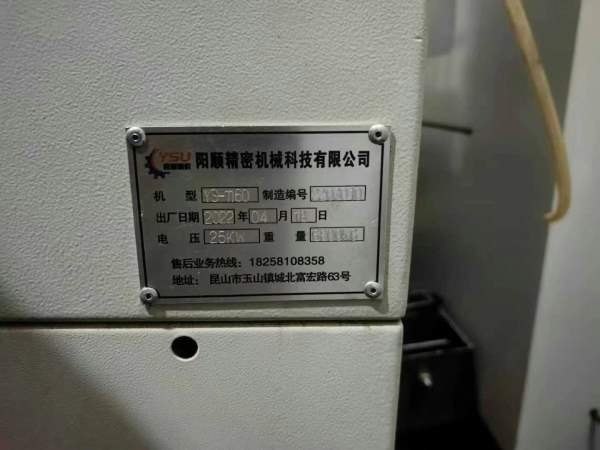 YSU 阳顺精密机械科技有限公司
机 型 YS-1160 制造编号
出厂日期 2022 年 04 月 日
电 压 25KW 重 量
售后业务热线: 18258108358
地址: 昆山市玉山镇城北富宏路63号